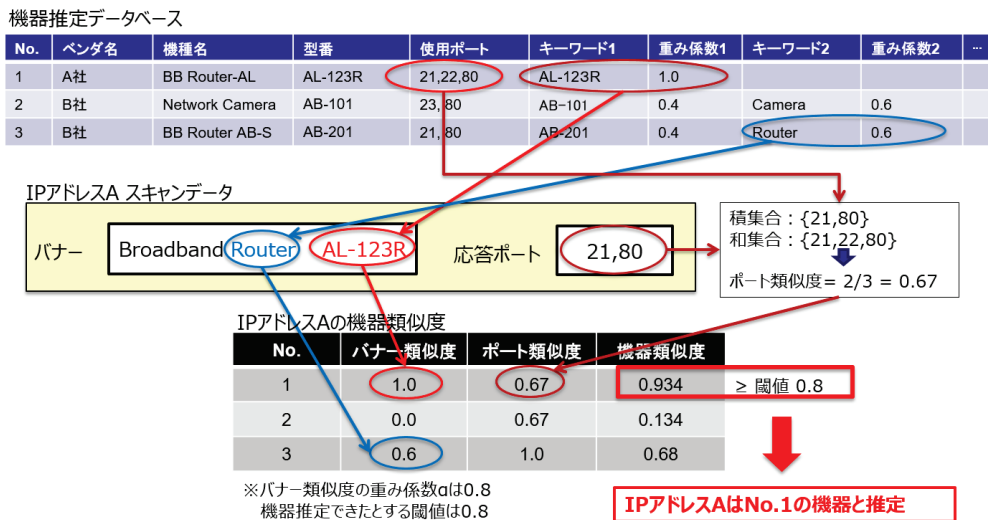 機器推定データベース
No. ベンダ名 機種名 型番 使用ポート キーワード1 重み係数1 キーワード2 重み係数2 ...
1 A社 BB Router-AL AL-123R 21,22,80 AL-123R 1.0
2 B社 Network Camera AB-101 23,80 AB-101 0.4 Camera 0.6
3 B社 BB Router AB-S AB-201 21,80 AB-201 0.4 Router 0.6
IPアドレスA スキャンデータ
バナー Broadband Router AL-123R 応答ポート 21,80
積集合:{21,80}
和集合:{21,22,80}
ポート類似度= 2/3 = 0.67
IPアドレスAの機器類似度
No. バナー類似度 ポート類似度 機器類似度
1 1.0 0.67 0.934 ≥ 閾値 0.8
2 0.0 0.67 0.134
3 0.6 1.0 0.68
※バナー類似度の重み係数αは0.8
機器推定できたとする閾値は0.8
IPアドレスAはNo.1の機器と推定